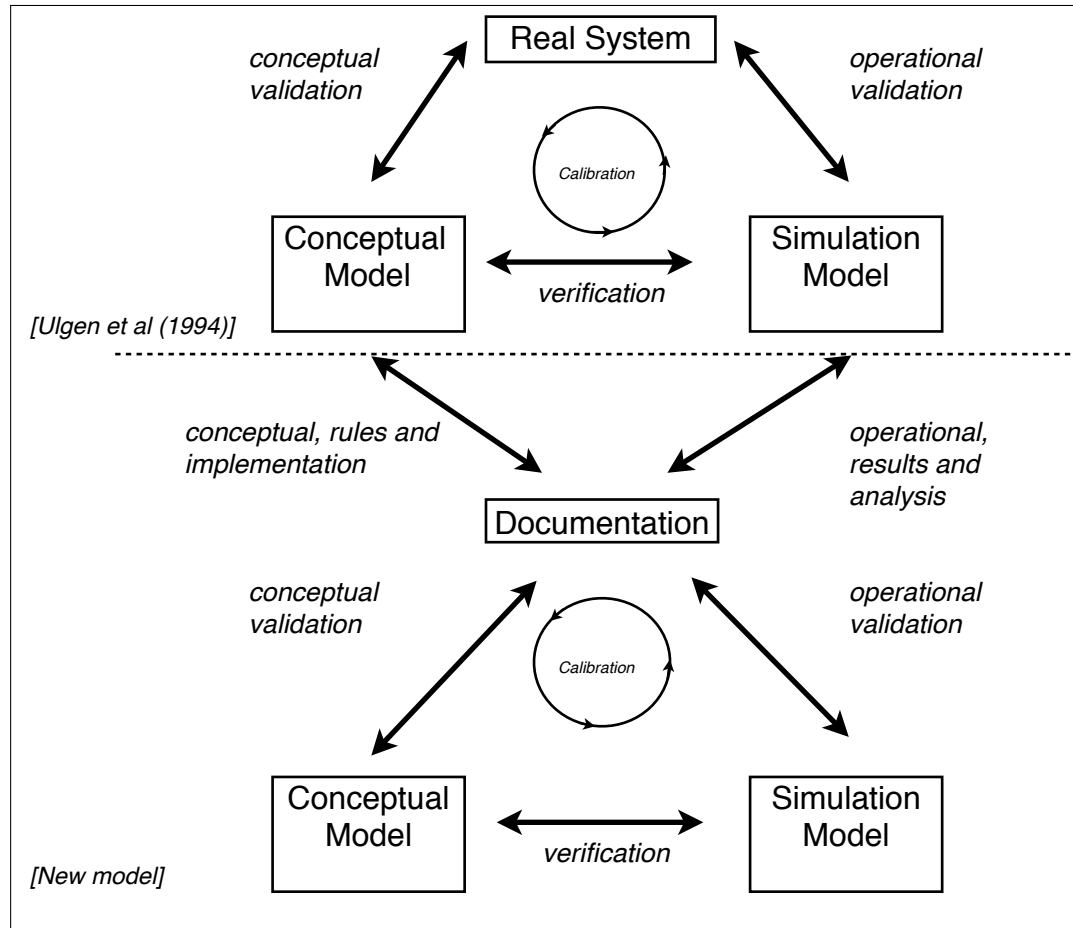 Real System
conceptual
validation
operational
validation
Calibration
Conceptual
Model
Simulation
Model
verification
[Ulgen et al (1994)]
conceptual, rules and
implementation
operational,
results and
analysis
Documentation
conceptual
validation
operational
validation
Calibration
Conceptual
Model
Simulation
Model
verification
[New model]